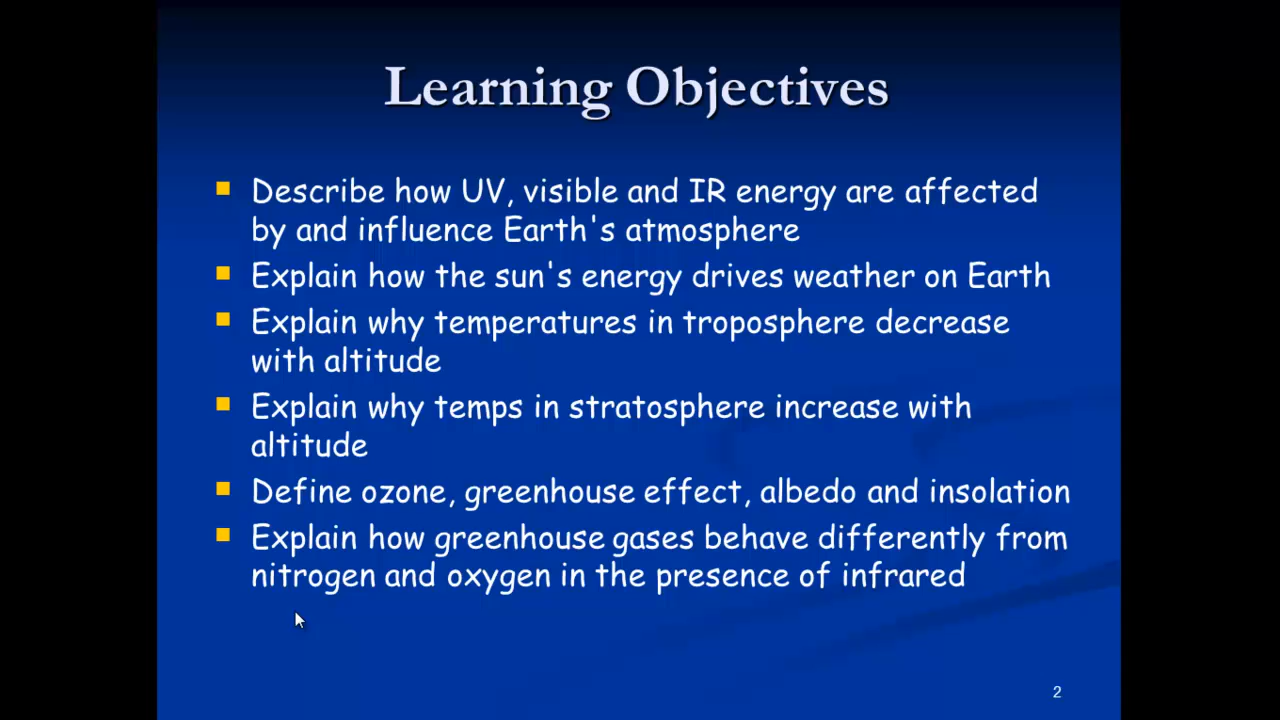 Learning Objectives
Describe how UV, visible and IR energy are affected
by and influence Earth's atmosphere
Explain how the sun's energy drives weather on Earth
Explain why temperatures in troposphere decrease
with altitude
Explain why temps in stratosphere increase with
altitude
Define ozone, greenhouse effect, albedo and insolation
Explain how greenhouse gases behave differently from
nitrogen and oxygen in the presence of infrared
2